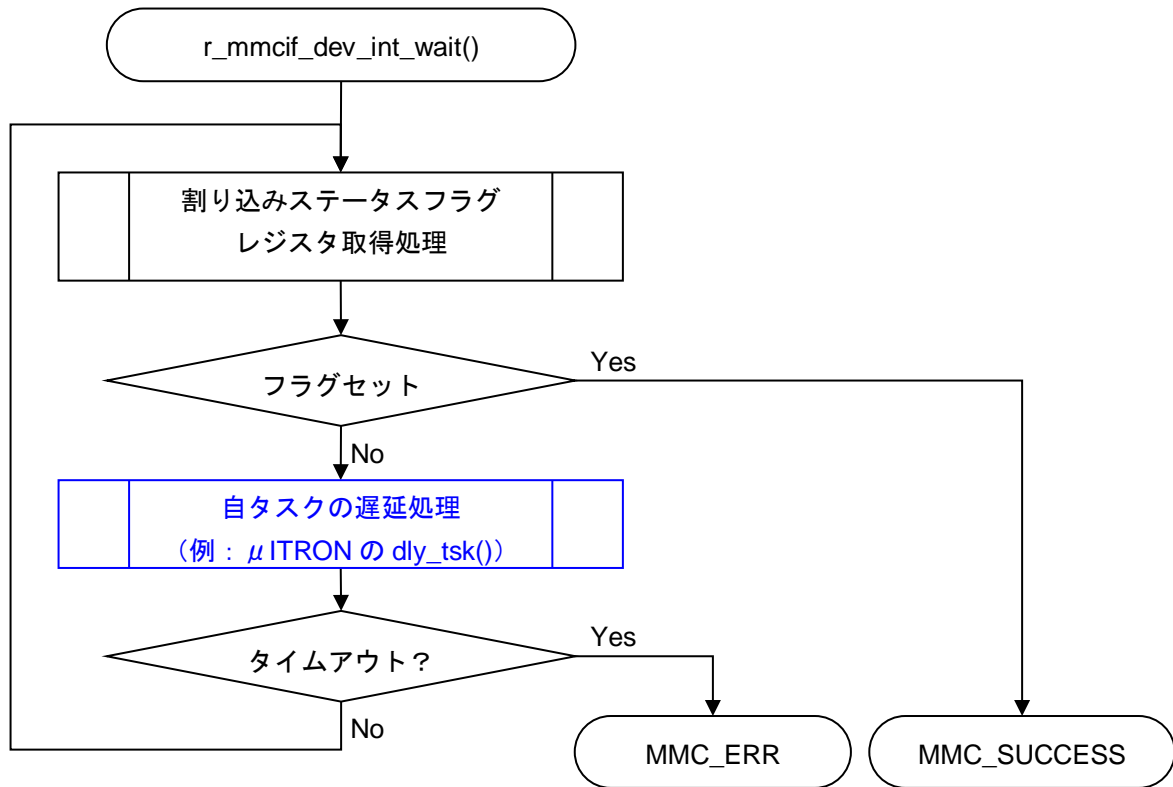 r_mmcif_dev_int_wait()
割り込みステータスフラグ
レジスタ取得処理
フラグセット
Yes
No
自タスクの遅延処理
（例：μITRON の dly_tsk()）
タイムアウト？
Yes
No
MMC_ERR
MMC_SUCCESS